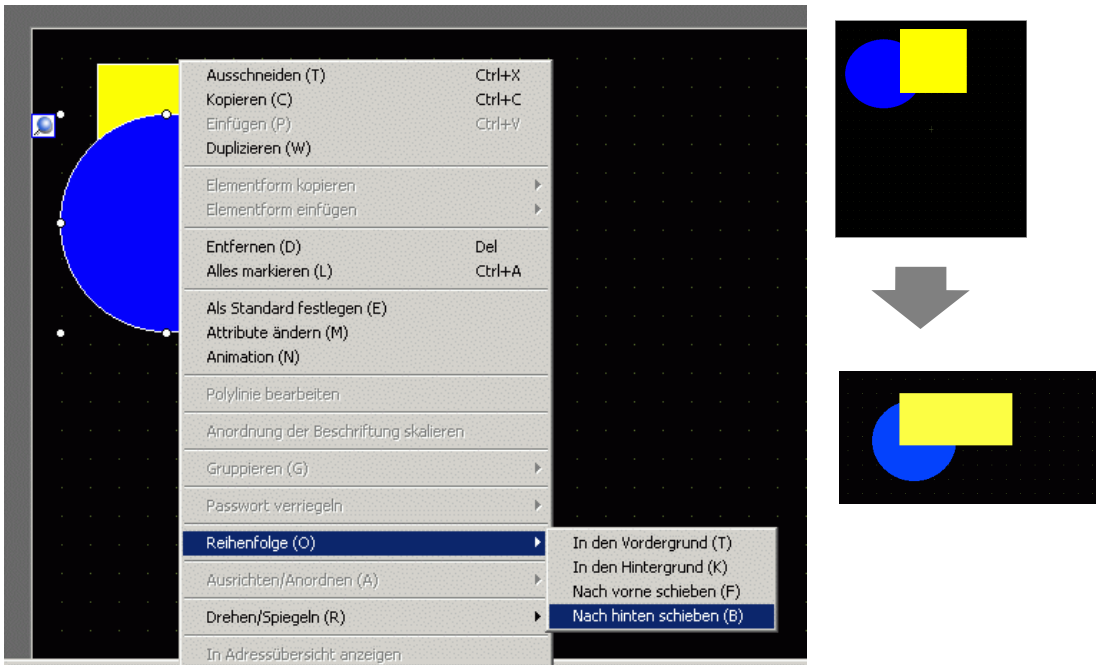 Ausschneiden (T) Ctrl+X
Kopieren (C) Ctrl+C
Einfügen (P) Ctrl+V
Duplizieren (W)
Elementform kopieren
Elementform einfügen
Entfernen (D) Del
Alles markieren (L) Ctrl+A
Als Standard festlegen (E)
Attribute ändern (M)
Animation (N)
Polylinie bearbeiten
Anordnung der Beschriftung skalieren
Gruppieren (G)
Passwort verriegeln
Reihenfolge (O)
In den Vordergrund (T)
In den Hintergrund (K)
Nach vorne schieben (F)
Nach hinten schieben (B)
Ausrichten/Anordnen (A)
Drehen/Spiegeln (R)
In Adressübersicht anzeigen